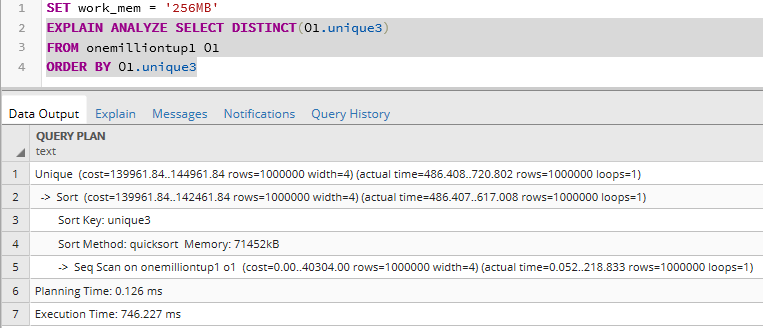 1 SET work_mem = '256MB'
2 EXPLAIN ANALYZE SELECT DISTINCT(O1.unique3)
3 FROM onemilliontup1 O1
4 ORDER BY O1.unique3
Data Output Explain Messages Notifications Query History
QUERY PLAN
text
1 Unique (cost=139961.84..144961.84 rows=1000000 width=4) (actual time=486.408..720.802 rows=1000000 loops=1)
2 -> Sort (cost=139961.84..142461.84 rows=1000000 width=4) (actual time=486.407..617.008 rows=1000000 loops=1)
3 Sort Key: unique3
4 Sort Method: quicksort Memory: 71452kB
5 -> Seq Scan on onemilliontup1 o1 (cost=0.00..40304.00 rows=1000000 width=4) (actual time=0.052..218.833 rows=1000000 loops=1)
6 Planning Time: 0.126 ms
7 Execution Time: 746.227 ms